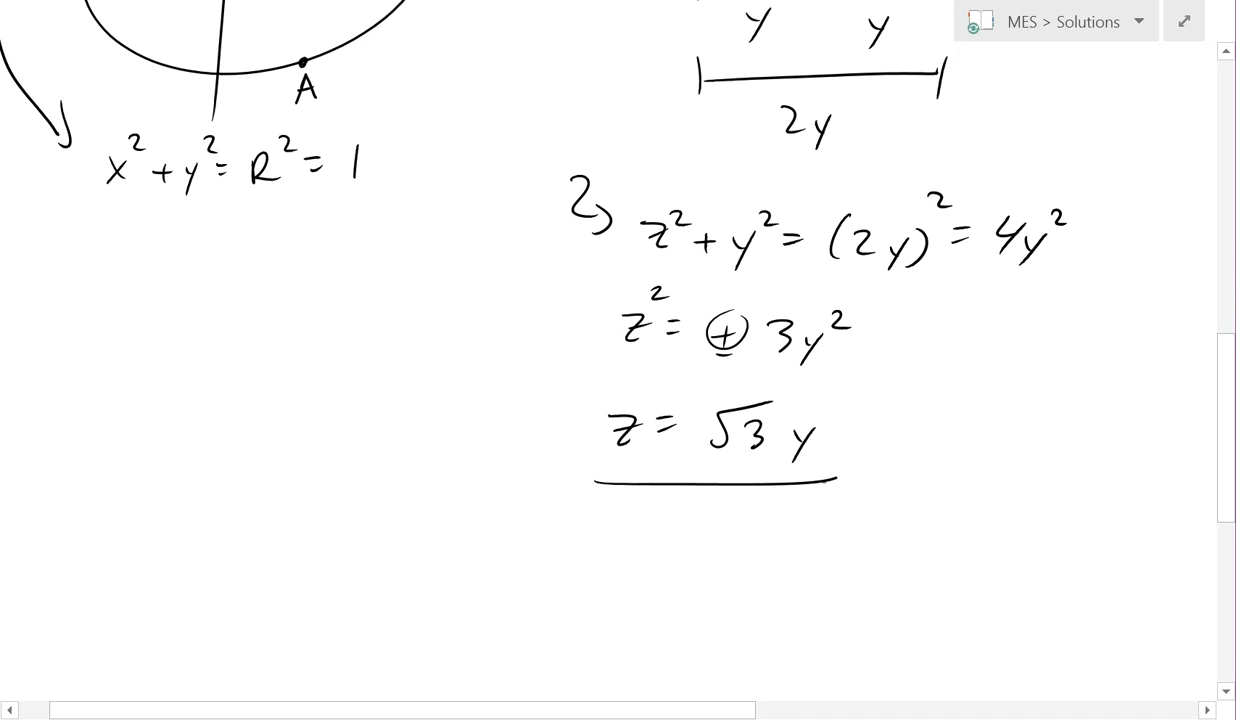 MES > Solutions
y y
A
2y
x² + y² = R² = 1
2) z² + y² = (2y)² = 4y²
z² = ⊕ 3y²
z = √3 y